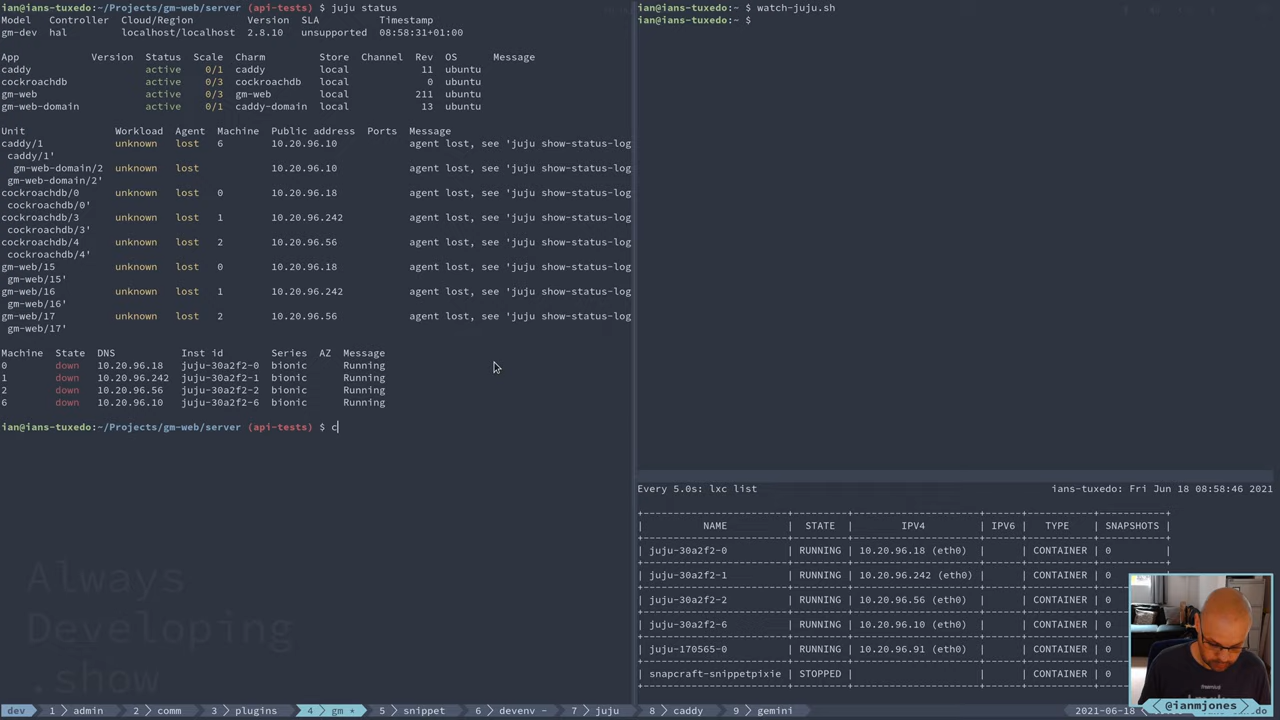 ian@ians-tuxedo:~/Projects/gm-web/server (api-tests) $ juju status
Model   Controller  Cloud/Region         Version  SLA          Timestamp
gm-dev  hal         localhost/localhost  2.8.10   unsupported  08:58:31+01:00
App            Version  Status  Scale  Charm         Store  Channel  Rev  OS      Message
caddy                   active    0/1  caddy         local            11  ubuntu
cockroachdb             active    0/3  cockroachdb   local             0  ubuntu
gm-web                  active    0/3  gm-web        local           211  ubuntu
gm-web-domain           active    0/1  caddy-domain  local            13  ubuntu
Unit               Workload  Agent  Machine  Public address  Ports  Message
caddy/1            unknown   lost   6        10.20.96.10            agent lost, see 'juju show-status-log
caddy/1'
gm-web-domain/2  unknown   lost            10.20.96.10            agent lost, see 'juju show-status-log
gm-web-domain/2'
cockroachdb/0      unknown   lost   0        10.20.96.18            agent lost, see 'juju show-status-log
cockroachdb/0'
cockroachdb/3      unknown   lost   1        10.20.96.242           agent lost, see 'juju show-status-log
cockroachdb/3'
cockroachdb/4      unknown   lost   2        10.20.96.56            agent lost, see 'juju show-status-log
cockroachdb/4'
gm-web/15          unknown   lost   0        10.20.96.18            agent lost, see 'juju show-status-log
gm-web/15'
gm-web/16          unknown   lost   1        10.20.96.242           agent lost, see 'juju show-status-log
gm-web/16'
gm-web/17          unknown   lost   2        10.20.96.56            agent lost, see 'juju show-status-log
gm-web/17'
Machine  State  DNS           Inst id        Series  AZ  Message
0        down   10.20.96.18   juju-30a2f2-0  bionic      Running
1        down   10.20.96.242  juju-30a2f2-1  bionic      Running
2        down   10.20.96.56   juju-30a2f2-2  bionic      Running
6        down   10.20.96.10   juju-30a2f2-6  bionic      Running
ian@ians-tuxedo:~/Projects/gm-web/server (api-tests) $ c
Always
Developing
.show
ian@ians-tuxedo:~ $ watch-juju.sh
ian@ians-tuxedo:~ $
Every 5.0s: lxc list                    ians-tuxedo: Fri Jun 18 08:58:46 2021
| NAME | STATE | IPV4 | IPV6 | TYPE | SNAPSHOTS |
| juju-30a2f2-0 | RUNNING | 10.20.96.18 (eth0) | | CONTAINER | 0 |
| juju-30a2f2-1 | RUNNING | 10.20.96.242 (eth0) | | CONTAINER | 0
| juju-30a2f2-2 | RUNNING | 10.20.96.56 (eth0) | | CONTAINER | 0
| juju-30a2f2-6 | RUNNING | 10.20.96.10 (eth0) | | CONTAINER | 0
| juju-170565-0 | RUNNING | 10.20.96.91 (eth0) | | CONTAINER | 0
| snapcraft-snippetpixie | STOPPED | | | CONTAINER | 0
dev 1 admin 2 comm 3 plugins 4 gm * 5 snippet 6 devenv - 7 juju 8 caddy 9 gemini 2021-06-18
</@ianmjones>